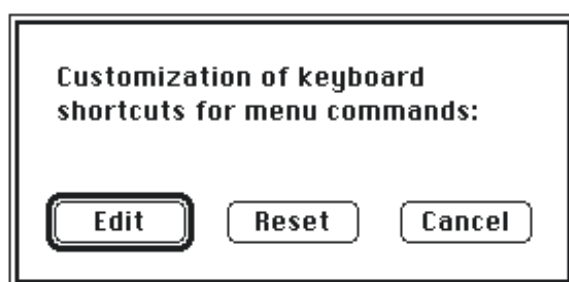 Customization of keyboard
shortcuts for menu commands:
Edit Reset Cancel